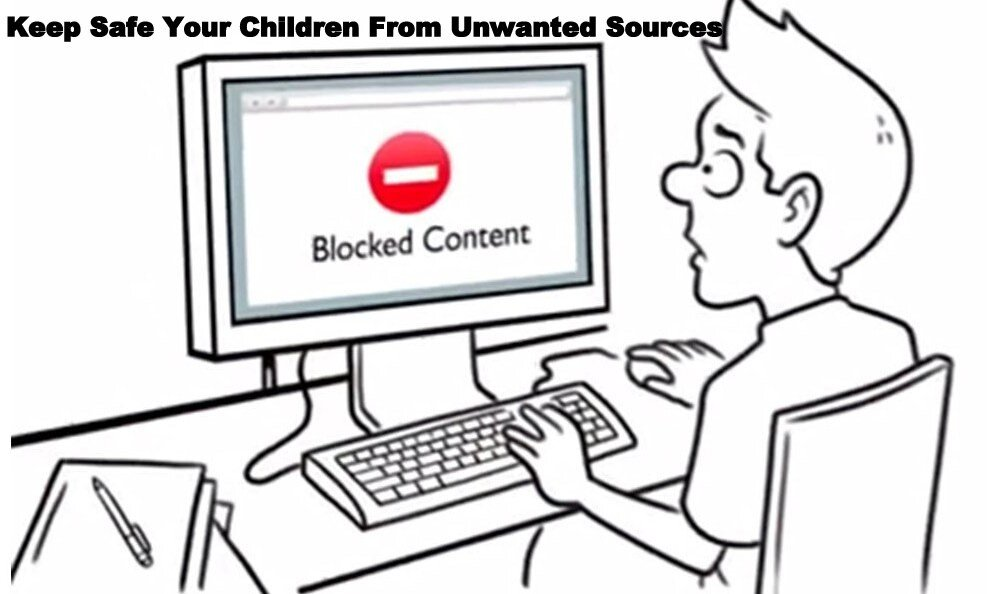 Keep Safe Your Children From Unwanted Sources
Blocked Content